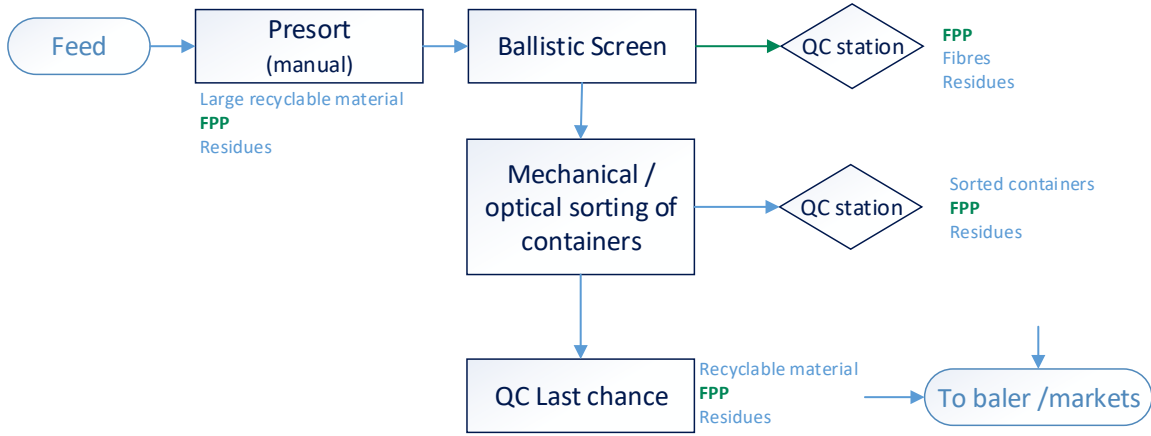 Feed
Presort
(manual)
Ballistic Screen
QC station
FPP
Fibres
Residues
Large recyclable material
FPP
Residues
Mechanical /
optical sorting of
containers
QC station
Sorted containers
FPP
Residues
QC Last chance
Recyclable material
FPP
Residues
To baler /markets